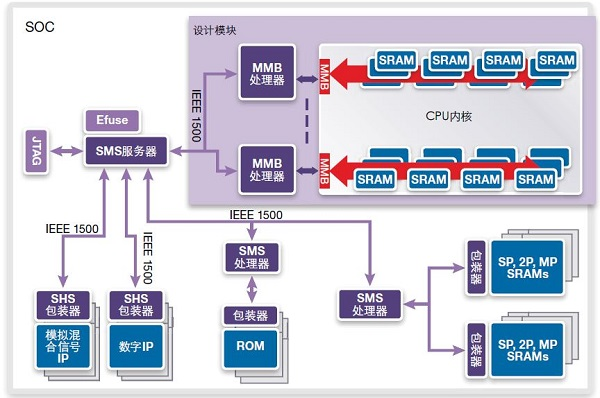 SOC
设计模块
MMB
处理器
IEEE 1500
MMB
SRAM
SRAM
SRAM
SRAM
CPU内核
Efuse
JTAG
SMS服务器
IEEE 1500
MMB
处理器
MMB
SRAM
SRAM
SRAM
SRAM
IEEE 1500
IEEE 1500
IEEE 1500
SMS
处理器
包装器
SP, 2P, MP
SRAMs
SHS
包装器
模拟混
合信号
IP
SHS
包装器
数字IP
包装器
ROM
SMS
处理器
包装器
SP, 2P, MP
SRAMs